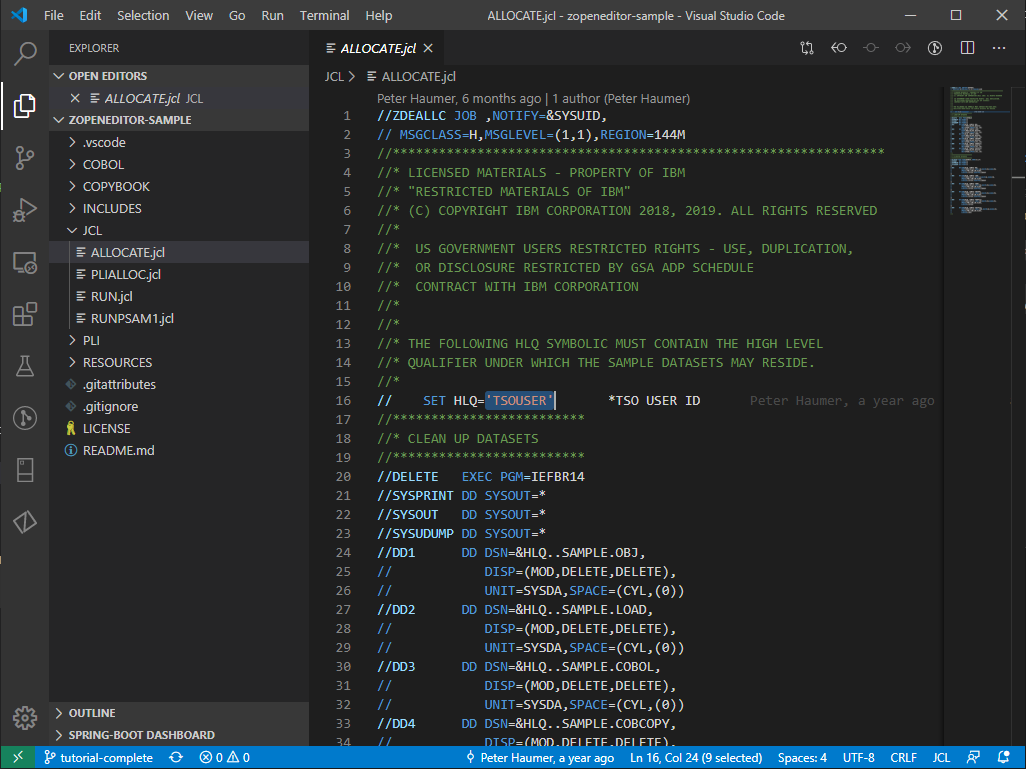 File Edit Selection View Go Run Terminal Help ALLOCATE.jcl - zopeneditor-sample - Visual Studio Code
EXPLORER
OPEN EDITORS
ALLOCATE.jcl JCL
ZOPENEDITOR-SAMPLE
.vscode
COBOL
COPYBOOK
INCLUDES
JCL
ALLOCATE.jcl
PLIALLOC.jcl
RUN.jcl
RUNPSAM1.jcl
PLI
RESOURCES
.gitattributes
.gitignore
LICENSE
README.md
OUTLINE
SPRING-BOOT DASHBOARD
ALLOCATE.jcl
JCL > ALLOCATE.jcl
Peter Haumer, 6 months ago | 1 author (Peter Haumer)
1 //ZDEALLC JOB ,NOTIFY=&SYSUID,
2 // MSGCLASS=H,MSGLEVEL=(1,1),REGION=144M
3 //****************************************************************
4 //* LICENSED MATERIALS - PROPERTY OF IBM
5 //* "RESTRICTED MATERIALS OF IBM"
6 //* (C) COPYRIGHT IBM CORPORATION 2018, 2019. ALL RIGHTS RESERVED
7 //*
8 //*  US GOVERNMENT USERS RESTRICTED RIGHTS - USE, DUPLICATION,
9 //*  OR DISCLOSURE RESTRICTED BY GSA ADP SCHEDULE
10 //*  CONTRACT WITH IBM CORPORATION
11 //*
12 //*
13 //* THE FOLLOWING HLQ SYMBOLIC MUST CONTAIN THE HIGH LEVEL
14 //* QUALIFIER UNDER WHICH THE SAMPLE DATASETS MAY RESIDE.
15 //*
16 //    SET HLQ='TSOUSER'       *TSO USER ID Peter Haumer, a year ago
17 //*************************
18 //* CLEAN UP DATASETS
19 //*************************
20 //DELETE   EXEC PGM=IEFBR14
21 //SYSPRINT DD SYSOUT=*
22 //SYSOUT   DD SYSOUT=*
23 //SYSUDUMP DD SYSOUT=*
24 //DD1      DD DSN=&HLQ..SAMPLE.OBJ,
25 //            DISP=(MOD,DELETE,DELETE),
26 //            UNIT=SYSDA,SPACE=(CYL,(0))
27 //DD2      DD DSN=&HLQ..SAMPLE.LOAD,
28 //            DISP=(MOD,DELETE,DELETE),
29 //            UNIT=SYSDA,SPACE=(CYL,(0))
30 //DD3      DD DSN=&HLQ..SAMPLE.COBOL,
31 //            DISP=(MOD,DELETE,DELETE),
32 //            UNIT=SYSDA,SPACE=(CYL,(0))
33 //DD4      DD DSN=&HLQ..SAMPLE.COBCOPY,
34 //            DISP=(MOD,DELETE,DELETE),
tutorial-complete 0 0 Peter Haumer, a year ago Ln 16, Col 24 (9 selected) Spaces: 4 UTF-8 CRLF JCL